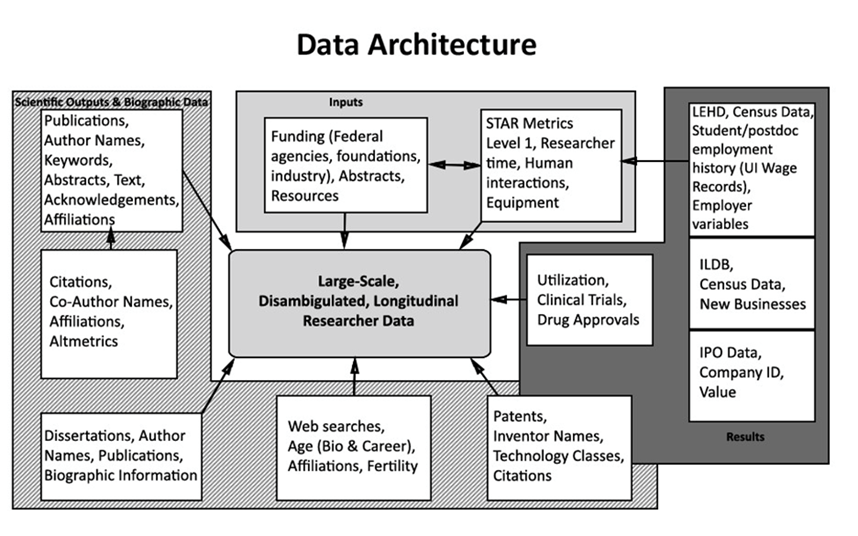 Data Architecture
Scientific Outputs & Biographic Data
Publications,
Author Names,
Keywords,
Abstracts, Text,
Acknowledgements,
Affiliations
Citations,
Co-Author Names,
Affiliations,
Altmetrics
Dissertations, Author
Names, Publications,
Biographic Information
Inputs
Funding (Federal
agencies, foundations,
industry), Abstracts,
Resources
STAR Metrics
Level 1, Researcher
time, Human
interactions,
Equipment
Large-Scale,
Disambigulated, Longitudinal
Researcher Data
Web searches,
Age (Bio & Career),
Affiliations, Fertility
Patents,
Inventor Names,
Technology Classes,
Citations
Utilization,
Clinical Trials,
Drug Approvals
LEHD, Census Data,
Student/postdoc
employment
history (UI Wage
Records),
Employer
variables
ILDB,
Census Data,
New Businesses
IPO Data,
Company ID,
Value
Results